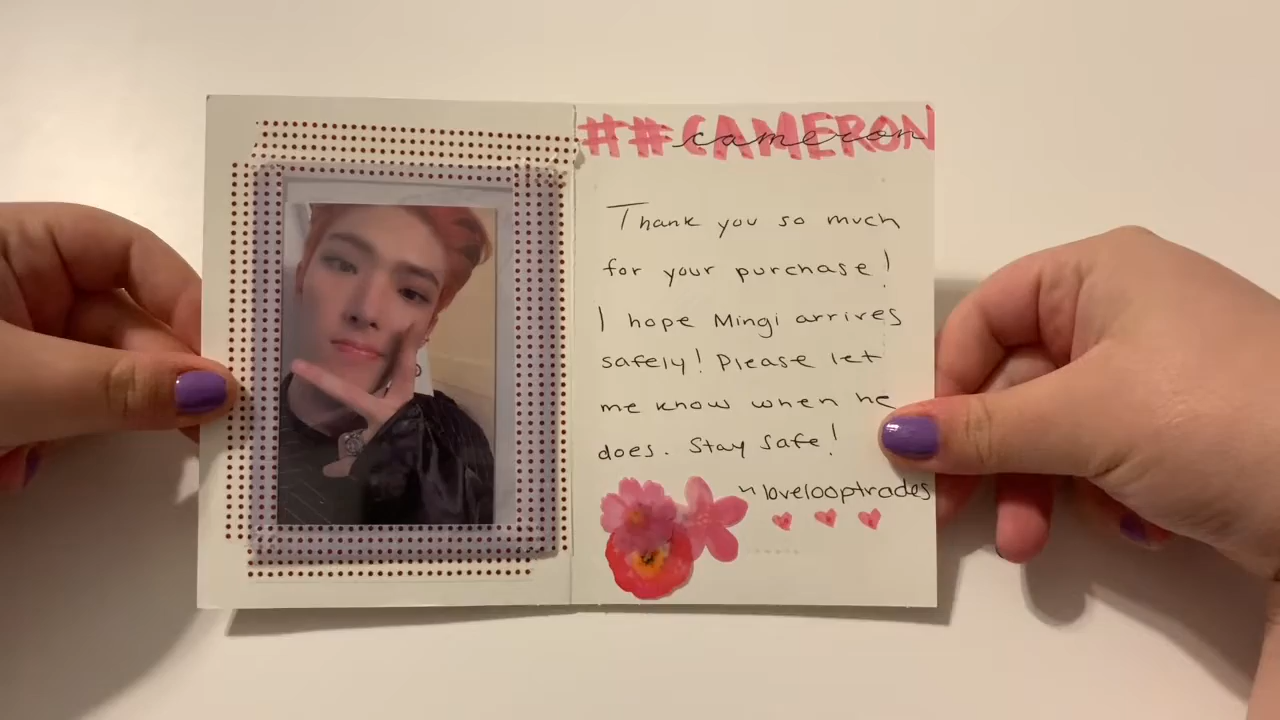 ##CAMERON
cameron
Thank you so much
for your purchase!
I hope Mingi arrives
safely! Please let
me know when he
does. Stay safe!
~lovelooptrades